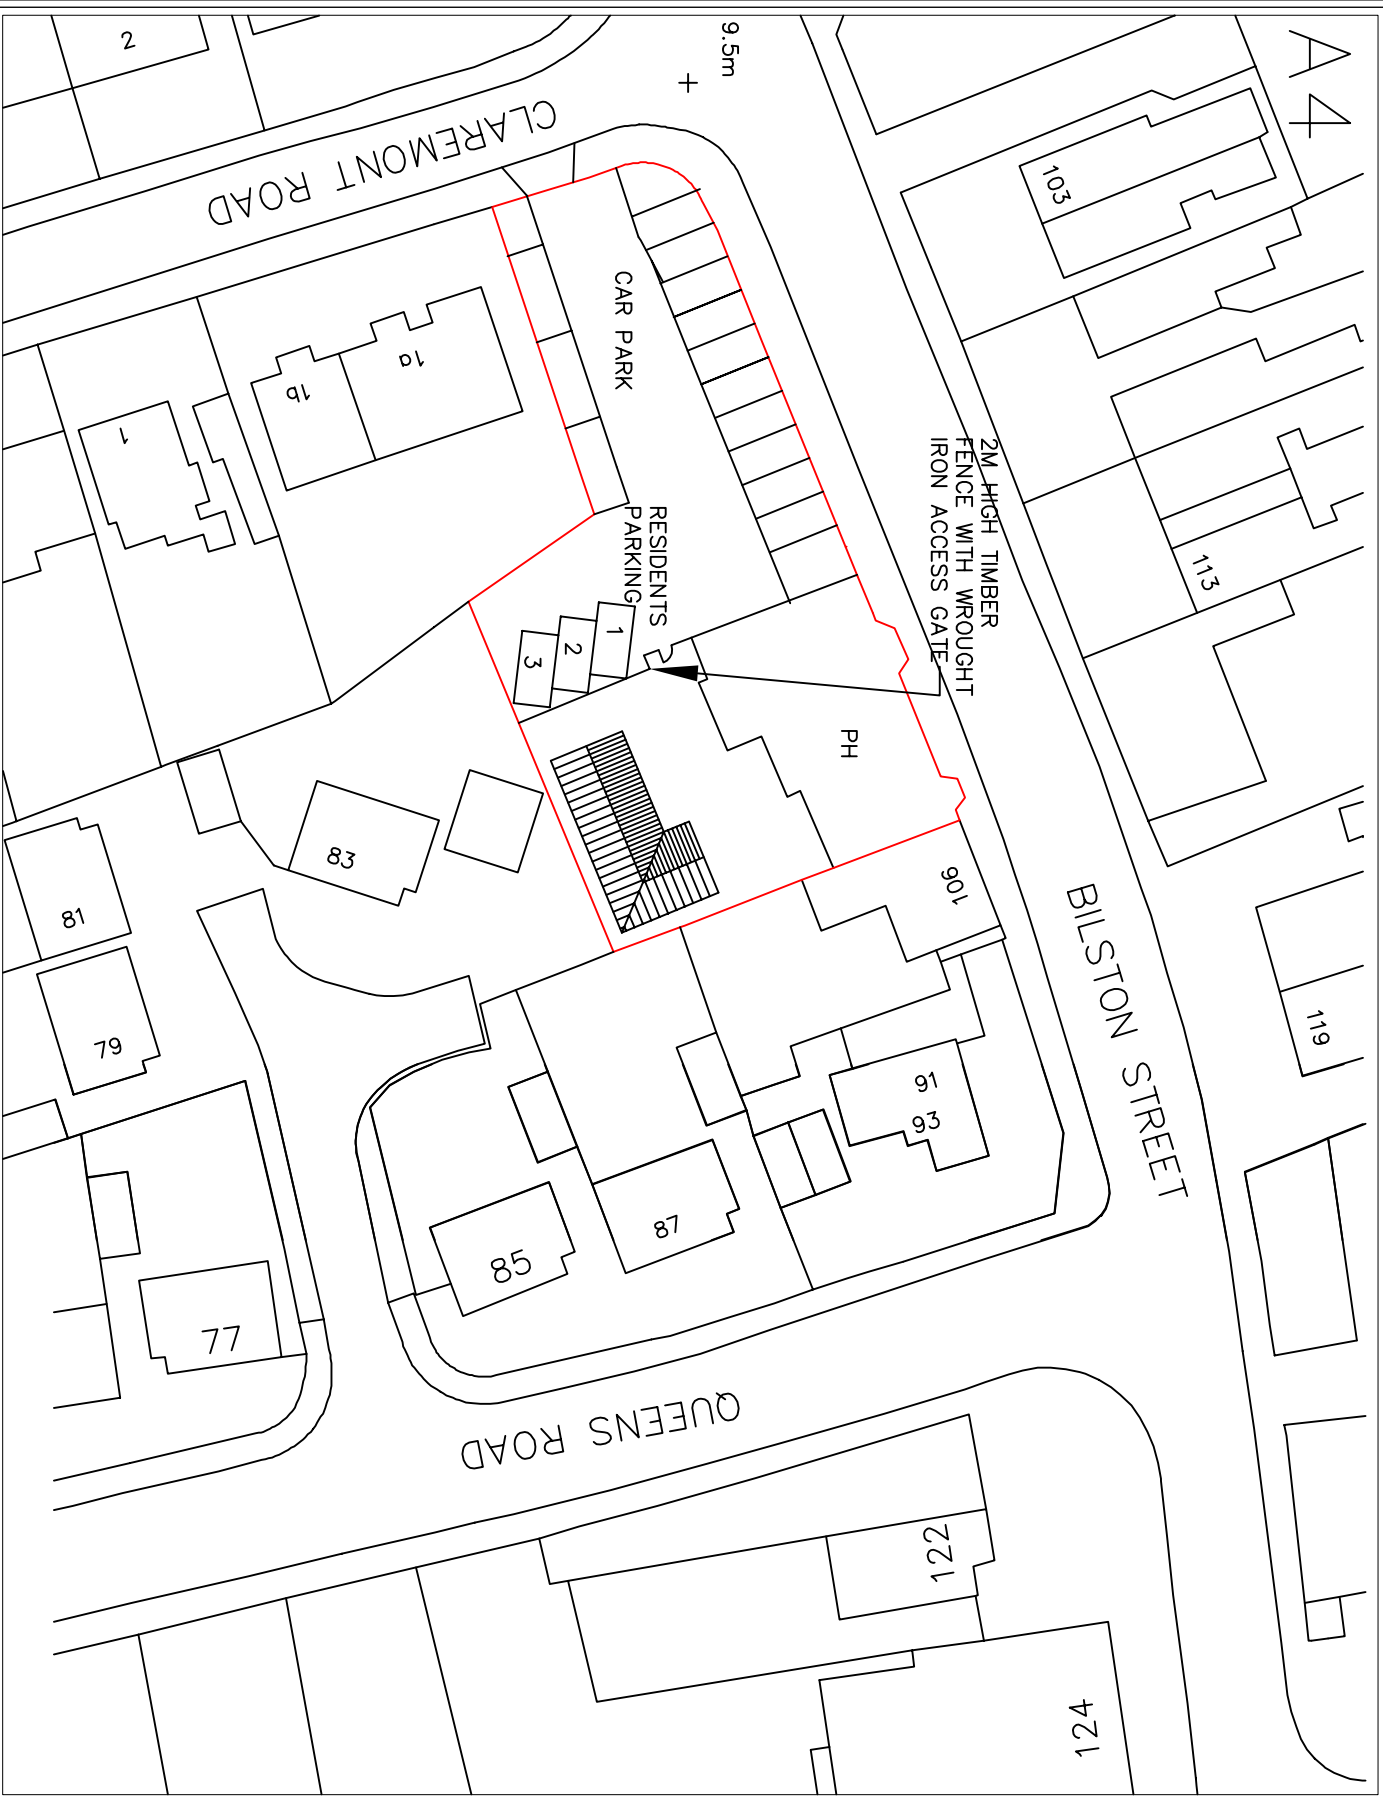 A4
9.5m
2
CLAREMONT ROAD
103
CAR PARK
1a
1b
1
2M HIGH TIMBER
FENCE WITH WROUGHT
IRON ACCESS GATE
113
RESIDENTS
PARKING
1
2
3
PH
83
81
79
106
BILSTON STREET
119
91
93
87
85
77
QUEENS ROAD
122
124